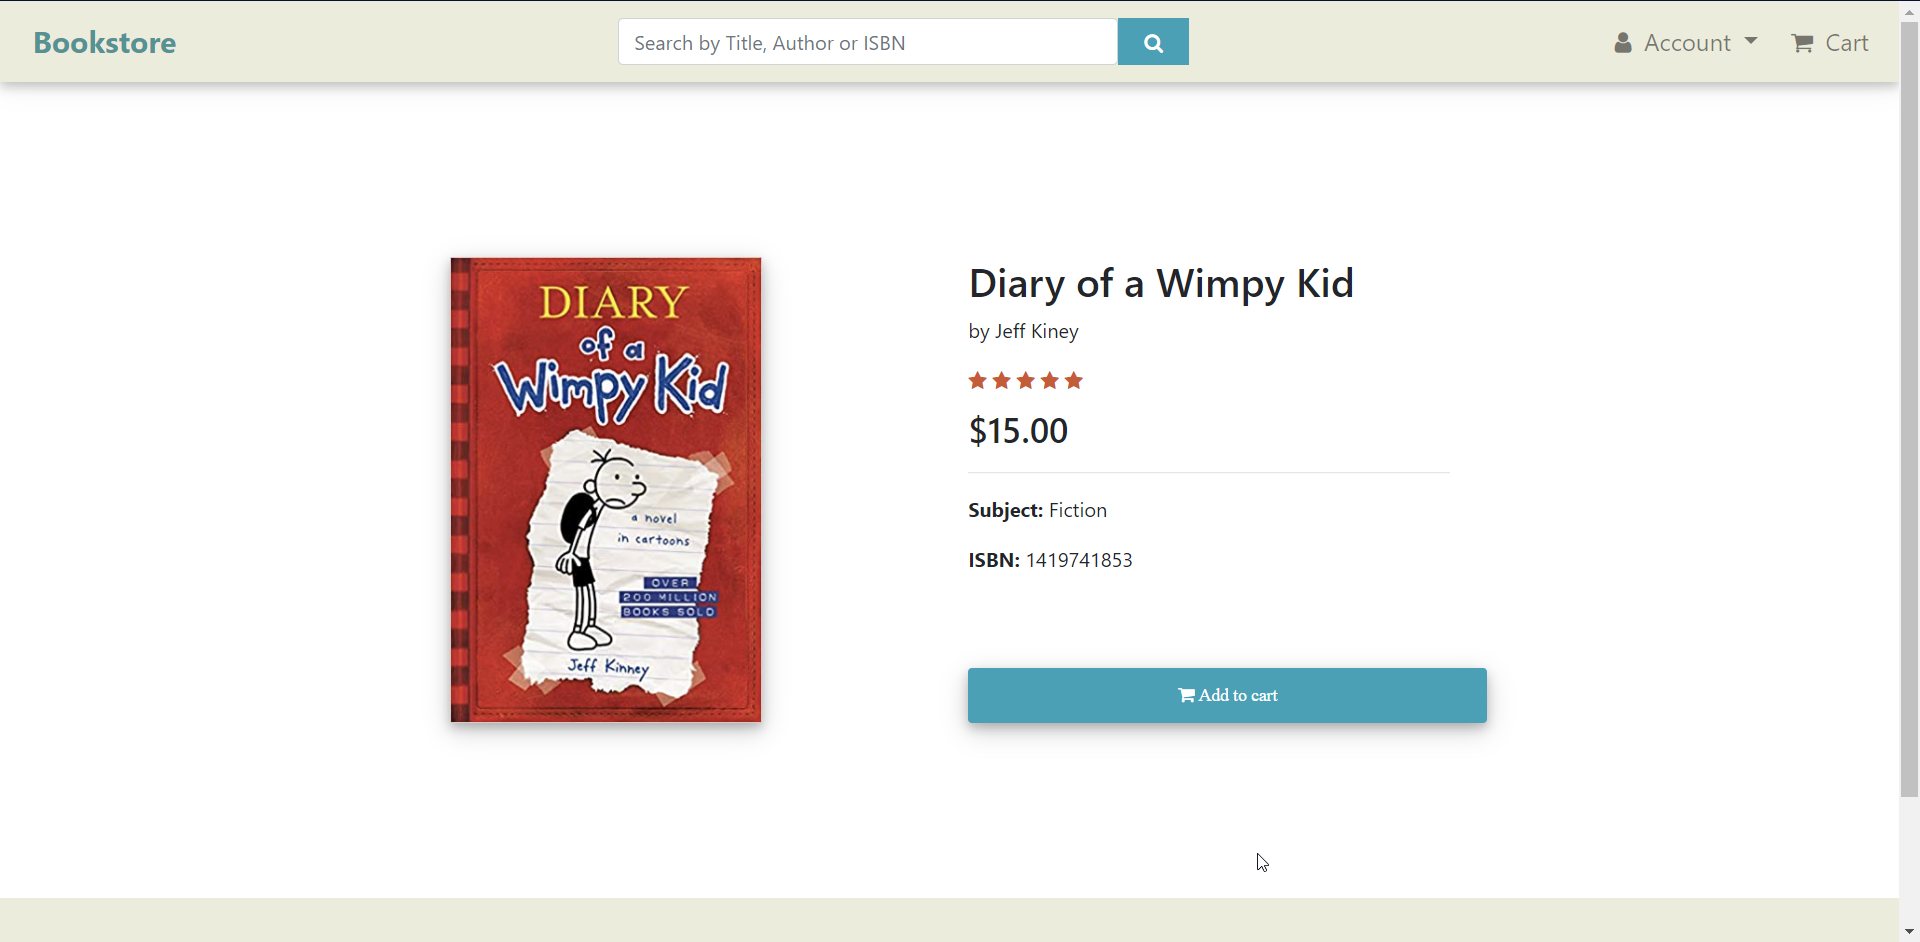 Bookstore
Search by Title, Author or ISBN
Account
Cart
DIARY
of a
Wimpy Kid
a novel
in cartoons
OVER
200 MILLION
BOOKS SOLD
Jeff Kinney
Diary of a Wimpy Kid
by Jeff Kiney
$15.00
Subject: Fiction
ISBN: 1419741853
Add to cart